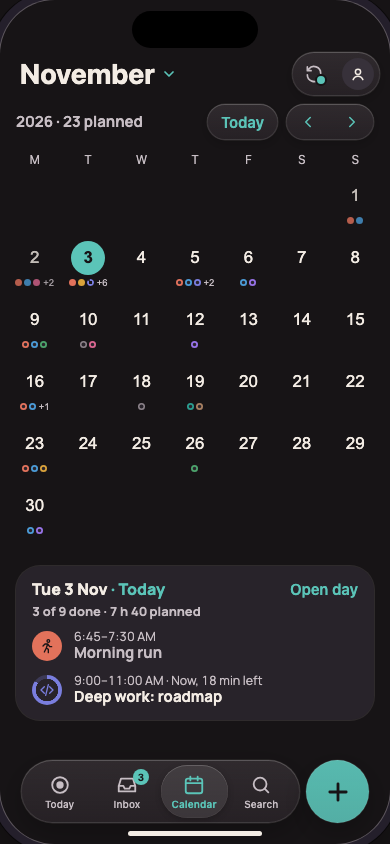 November
2026 · 23 planned
Today
M T W T F S S
1
2 3 4 5 6 7 8
+2 +6 +2
9 10 11 12 13 14 15
16 17 18 19 20 21 22
+1
23 24 25 26 27 28 29
30
Tue 3 Nov · Today Open day
3 of 9 done · 7 h 40 planned
6:45–7:30 AM
Morning run
9:00–11:00 AM · Now, 18 min left
Deep work: roadmap
3
Today Inbox Calendar Search